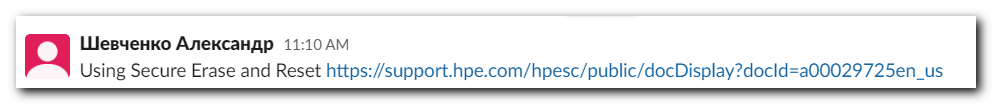 Шевченко Александр 11:10 AM
Using Secure Erase and Reset https://support.hpe.com/hpesc/public/docDisplay?docId=a00029725en_us